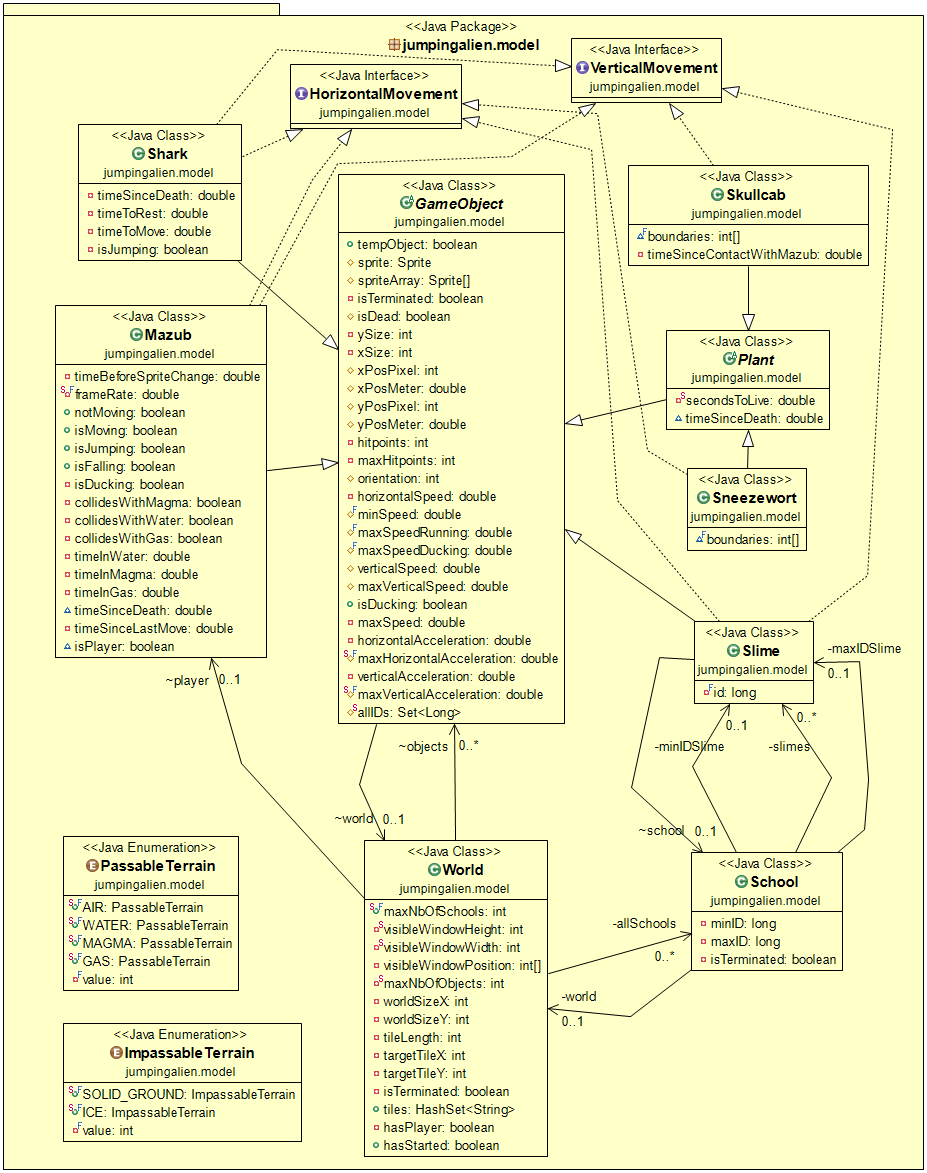 <<Java Package>>
jumpingalien.model
<<Java Interface>>
VerticalMovement
jumpingalien.model
<<Java Interface>>
HorizontalMovement
jumpingalien.model
<<Java Class>>
Shark
jumpingalien.model
timeSinceDeath: double
timeToRest: double
timeToMove: double
isJumping: boolean
<<Java Class>>
GameObject
jumpingalien.model
tempObject: boolean
sprite: Sprite
spriteArray: Sprite[]
isTerminated: boolean
isDead: boolean
ySize: int
xSize: int
xPosPixel: int
xPosMeter: double
yPosPixel: int
yPosMeter: double
hitpoints: int
maxHitpoints: int
orientation: int
horizontalSpeed: double
minSpeed: double
maxSpeedRunning: double
maxSpeedDucking: double
verticalSpeed: double
maxVerticalSpeed: double
isDucking: boolean
maxSpeed: double
horizontalAcceleration: double
maxHorizontalAcceleration: double
verticalAcceleration: double
maxVerticalAcceleration: double
allIDs: Set<Long>
<<Java Class>>
Skullcab
jumpingalien.model
boundaries: int[]
timeSinceContactWithMazub: double
<<Java Class>>
Mazub
jumpingalien.model
timeBeforeSpriteChange: double
frameRate: double
notMoving: boolean
isMoving: boolean
isJumping: boolean
isFalling: boolean
isDucking: boolean
collidesWithMagma: boolean
collidesWithWater: boolean
collidesWithGas: boolean
timeInWater: double
timeInMagma: double
timeInGas: double
timeSinceDeath: double
timeSinceLastMove: double
isPlayer: boolean
<<Java Class>>
Plant
jumpingalien.model
secondsToLive: double
timeSinceDeath: double
<<Java Class>>
Sneezewort
jumpingalien.model
boundaries: int[]
<<Java Class>>
Slime
jumpingalien.model
id: long
-maxIDSlime
0..1
~player
0..1
~objects
0..*
~world
0..1
0..1
-minIDSlime
0..*
-slimes
~school
0..1
<<Java Enumeration>>
PassableTerrain
jumpingalien.model
AIR: PassableTerrain
WATER: PassableTerrain
MAGMA: PassableTerrain
GAS: PassableTerrain
value: int
<<Java Class>>
World
jumpingalien.model
maxNbOfSchools: int
visibleWindowHeight: int
visibleWindowWidth: int
visibleWindowPosition: int[]
maxNbOfObjects: int
worldSizeX: int
worldSizeY: int
tileLength: int
targetTileX: int
targetTileY: int
isTerminated: boolean
tiles: HashSet<String>
hasPlayer: boolean
hasStarted: boolean
<<Java Class>>
School
jumpingalien.model
minID: long
maxID: long
isTerminated: boolean
-allSchools
0..*
-world
0..1
<<Java Enumeration>>
ImpassableTerrain
jumpingalien.model
SOLID_GROUND: ImpassableTerrain
ICE: ImpassableTerrain
value: int